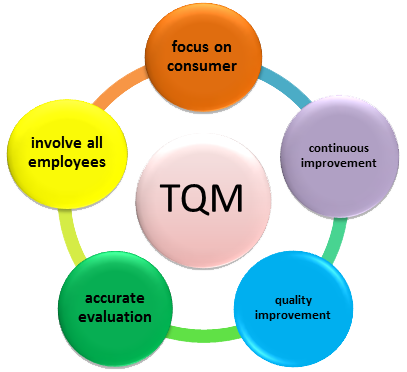 focus on
consumer
continuous
improvement
quality
improvement
accurate
evaluation
involve all
employees
TQM